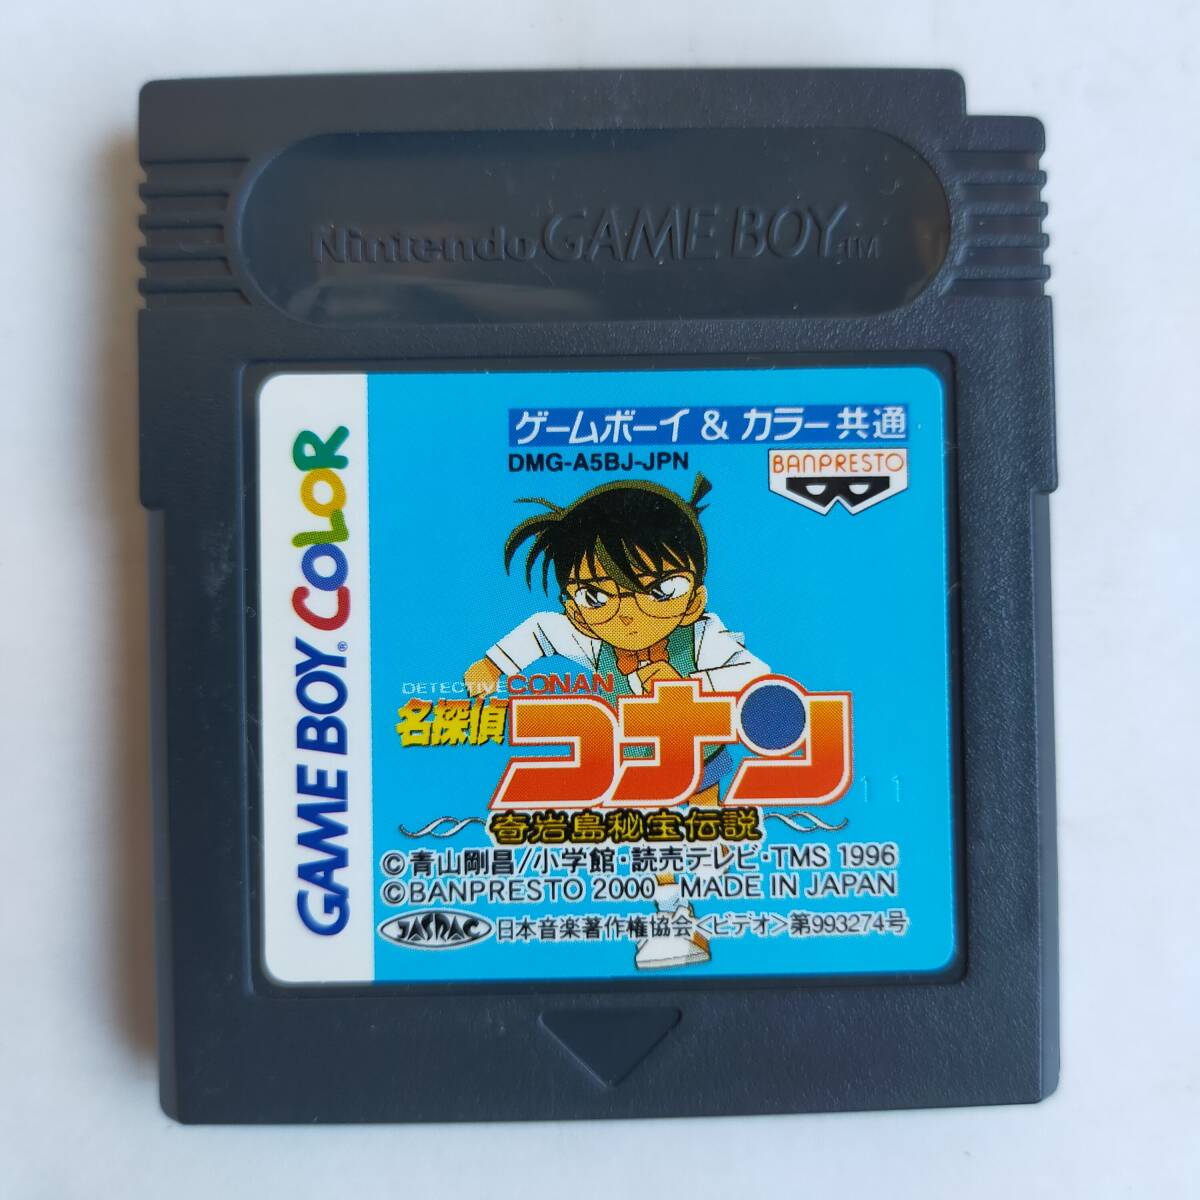 Nintendo GAME BOY TM
GAME BOY® COLOR
ゲームボーイ & カラー共通
DMG-A5BJ-JPN
BANPRESTO
DETECTIVE CONAN
名探偵
コナン
11
奇岩島秘宝伝説
©青山剛昌/小学館・読売テレビ・TMS 1996
©BANPRESTO 2000 MADE IN JAPAN
JASRAC 日本音楽著作権協会<ビデオ>第993274号